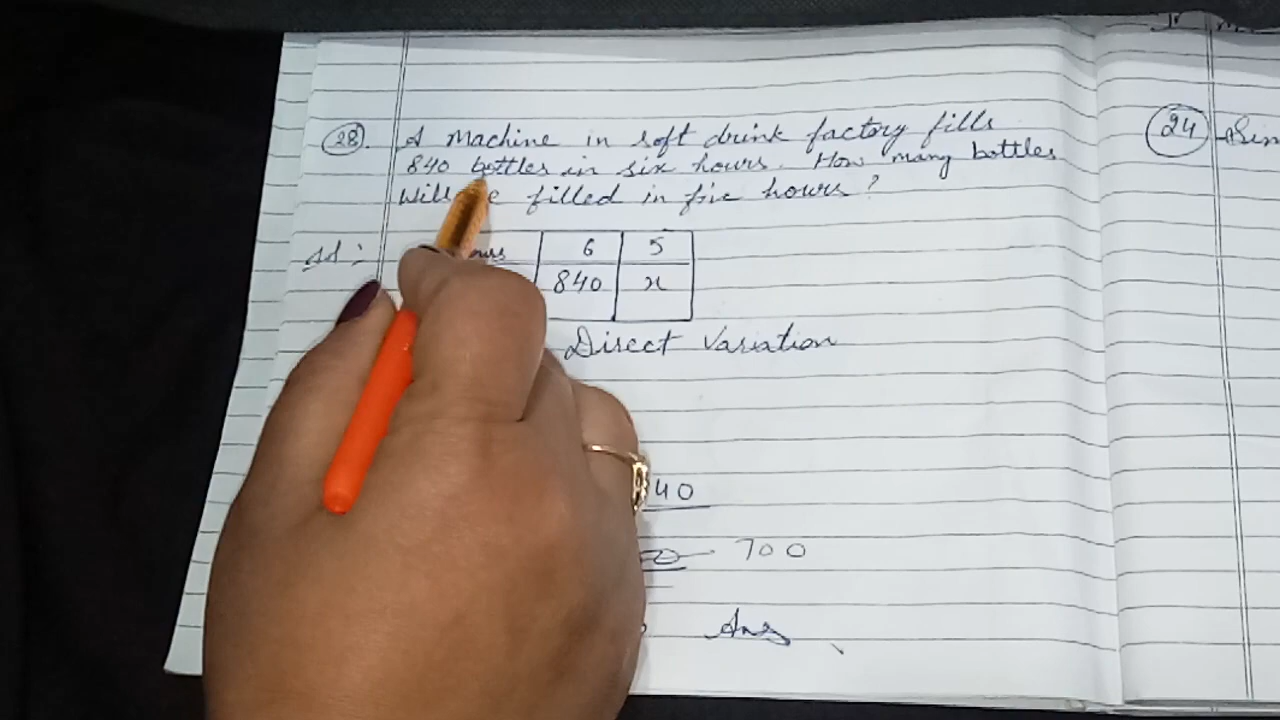 28. A machine in soft drink factory fills
840 bottles in six hours. How many bottles
will be filled in five hours?
24 Sin
Sol :- 6 5
840 x
Direct Variation
40
700
Ans